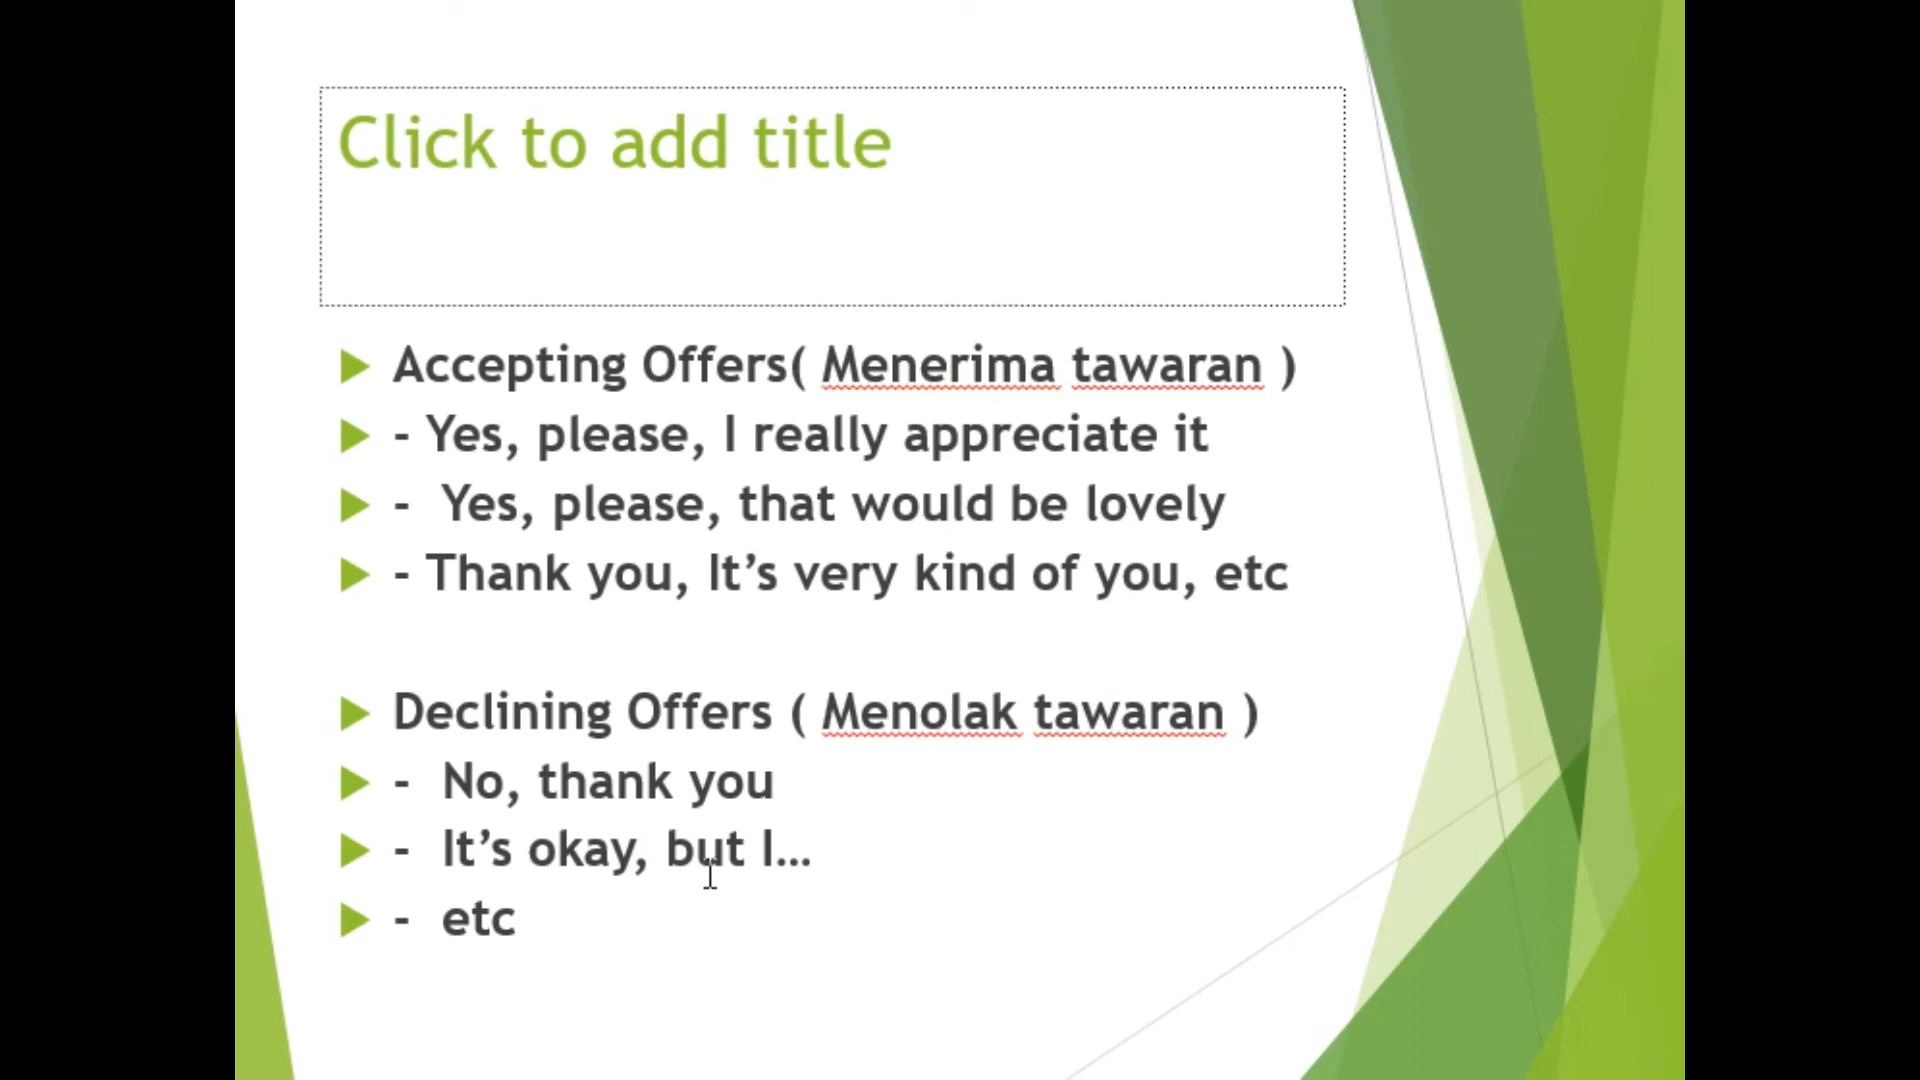 Click to add title
Accepting Offers( Menerima tawaran )
- Yes, please, I really appreciate it
-  Yes, please, that would be lovely
- Thank you, It’s very kind of you, etc
Declining Offers ( Menolak tawaran )
-  No, thank you
-  It’s okay, but I...
-  etc